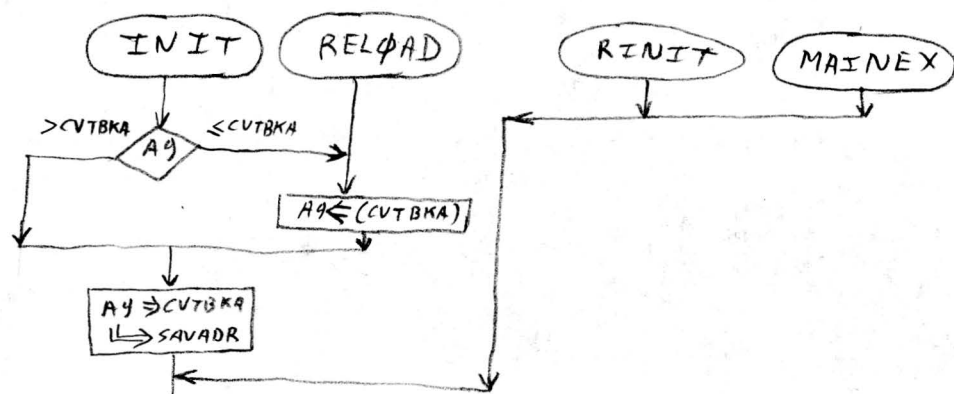 INIT
RELØAD
RINIT
MAINEX
>CVTBKA
≤CVTBKA
A9
A9⇐(CVTBKA)
A9⇒CVTBKA
⇒SAVADR